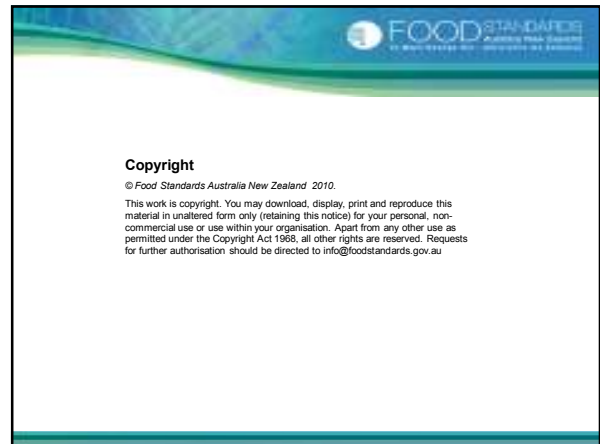 FOOD STANDARDS
Australia New Zealand
Copyright
© Food Standards Australia New Zealand 2010.
This work is copyright. You may download, display, print and reproduce this
material in unaltered form only (retaining this notice) for your personal, non-
commercial use or use within your organisation. Apart from any other use as
permitted under the Copyright Act 1968, all other rights are reserved. Requests
for further authorisation should be directed to info@foodstandards.gov.au